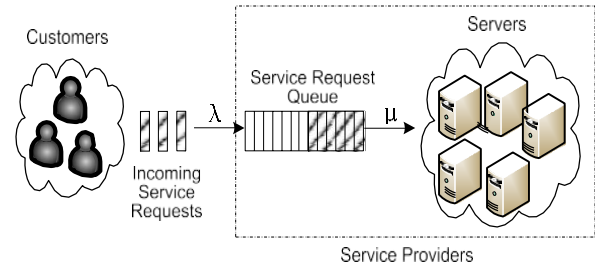 Customers
Servers
Service Request
Queue
λ
μ
Incoming
Service
Requests
Service Providers